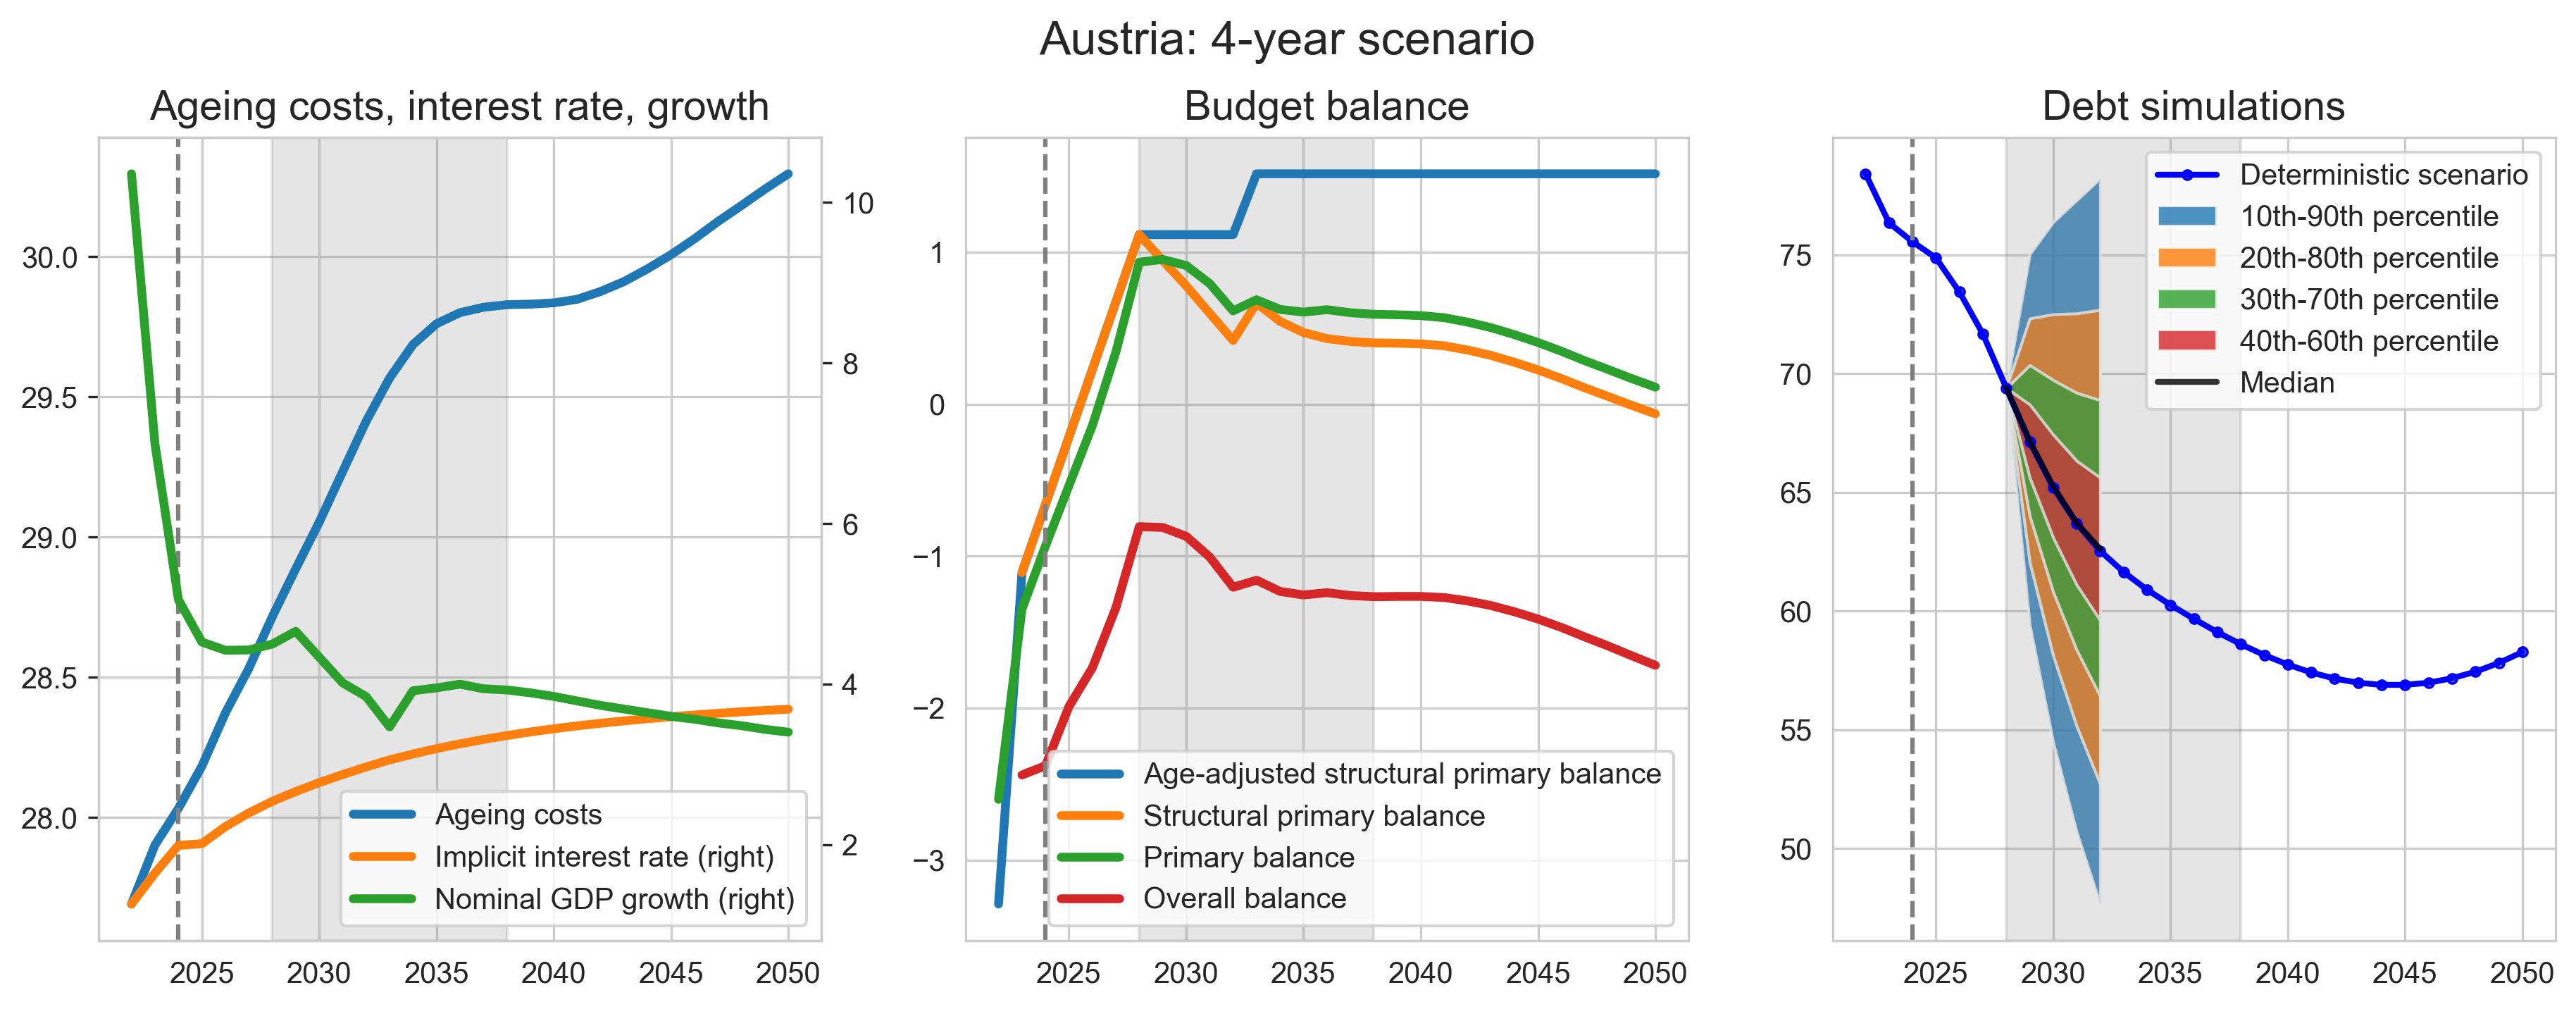 Austria: 4-year scenario
Ageing costs, interest rate, growth
30.0
29.5
29.0
28.5
28.0
10
8
6
4
2
2025 2030 2035 2040 2045 2050
Ageing costs
Implicit interest rate (right)
Nominal GDP growth (right)
Budget balance
1
0
−1
−2
−3
2025 2030 2035 2040 2045 2050
Age-adjusted structural primary balance
Structural primary balance
Primary balance
Overall balance
Debt simulations
75
70
65
60
55
50
2025 2030 2035 2040 2045 2050
Deterministic scenario
10th-90th percentile
20th-80th percentile
30th-70th percentile
40th-60th percentile
Median